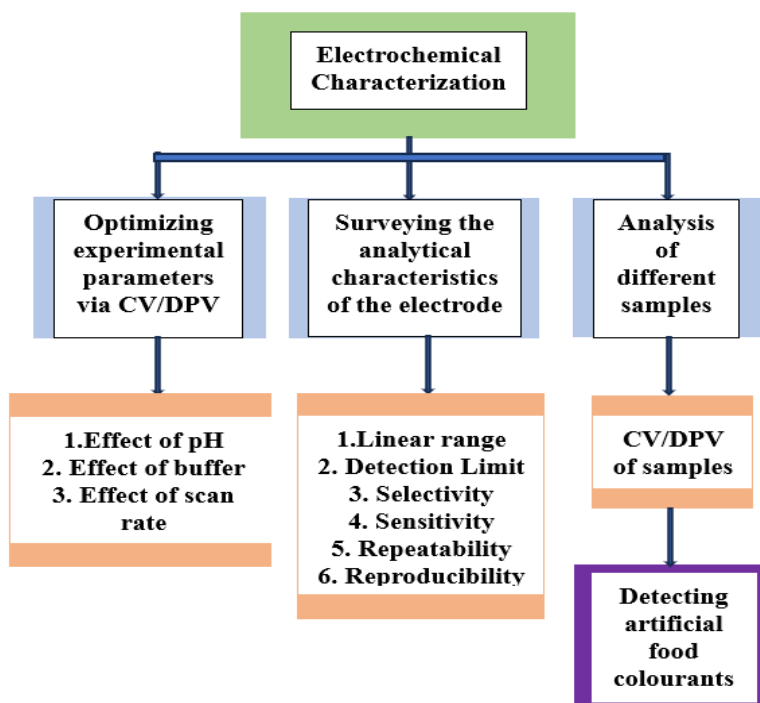 Electrochemical
Characterization
Optimizing
experimental
parameters
via CV/DPV
Surveying the
analytical
characteristics
of the electrode
Analysis
of
different
samples
1.Effect of pH
2. Effect of buffer
3. Effect of scan
rate
1.Linear range
2. Detection Limit
3. Selectivity
4. Sensitivity
5. Repeatability
6. Reproducibility
CV/DPV
of samples
Detecting
artificial
food
colourants